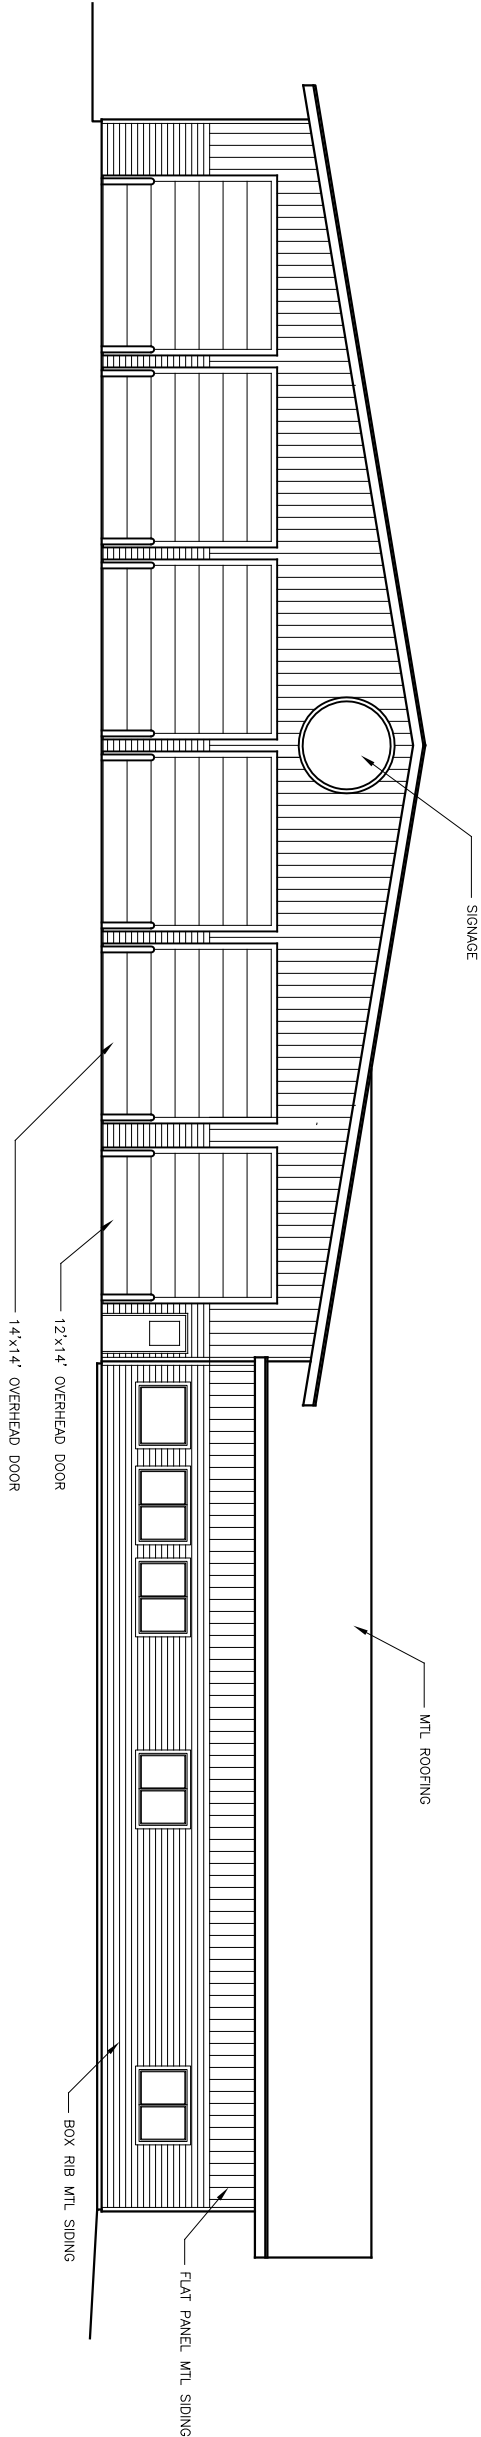 SIGNAGE
MTL ROOFING
FLAT PANEL MTL SIDING
BOX RIB MTL SIDING
12'x14' OVERHEAD DOOR
14'x14' OVERHEAD DOOR